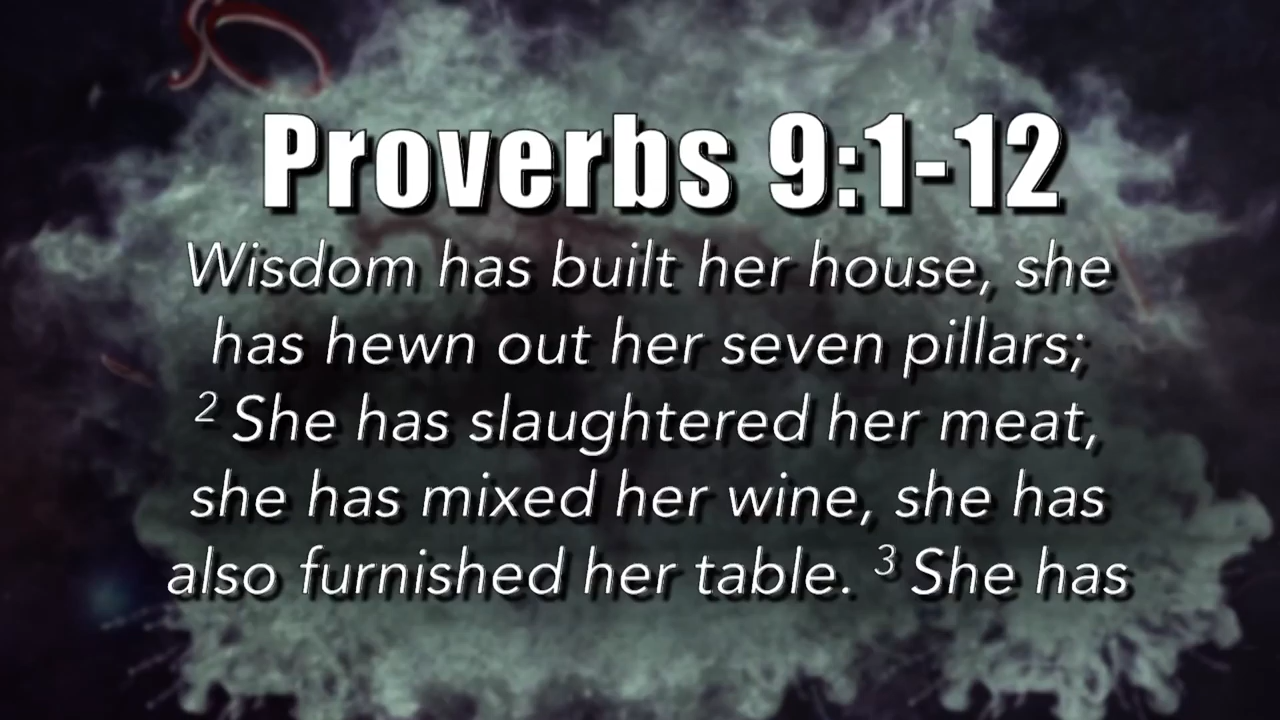 Proverbs 9:1-12
Wisdom has built her house, she
has hewn out her seven pillars;
2 She has slaughtered her meat,
she has mixed her wine, she has
also furnished her table. 3 She has